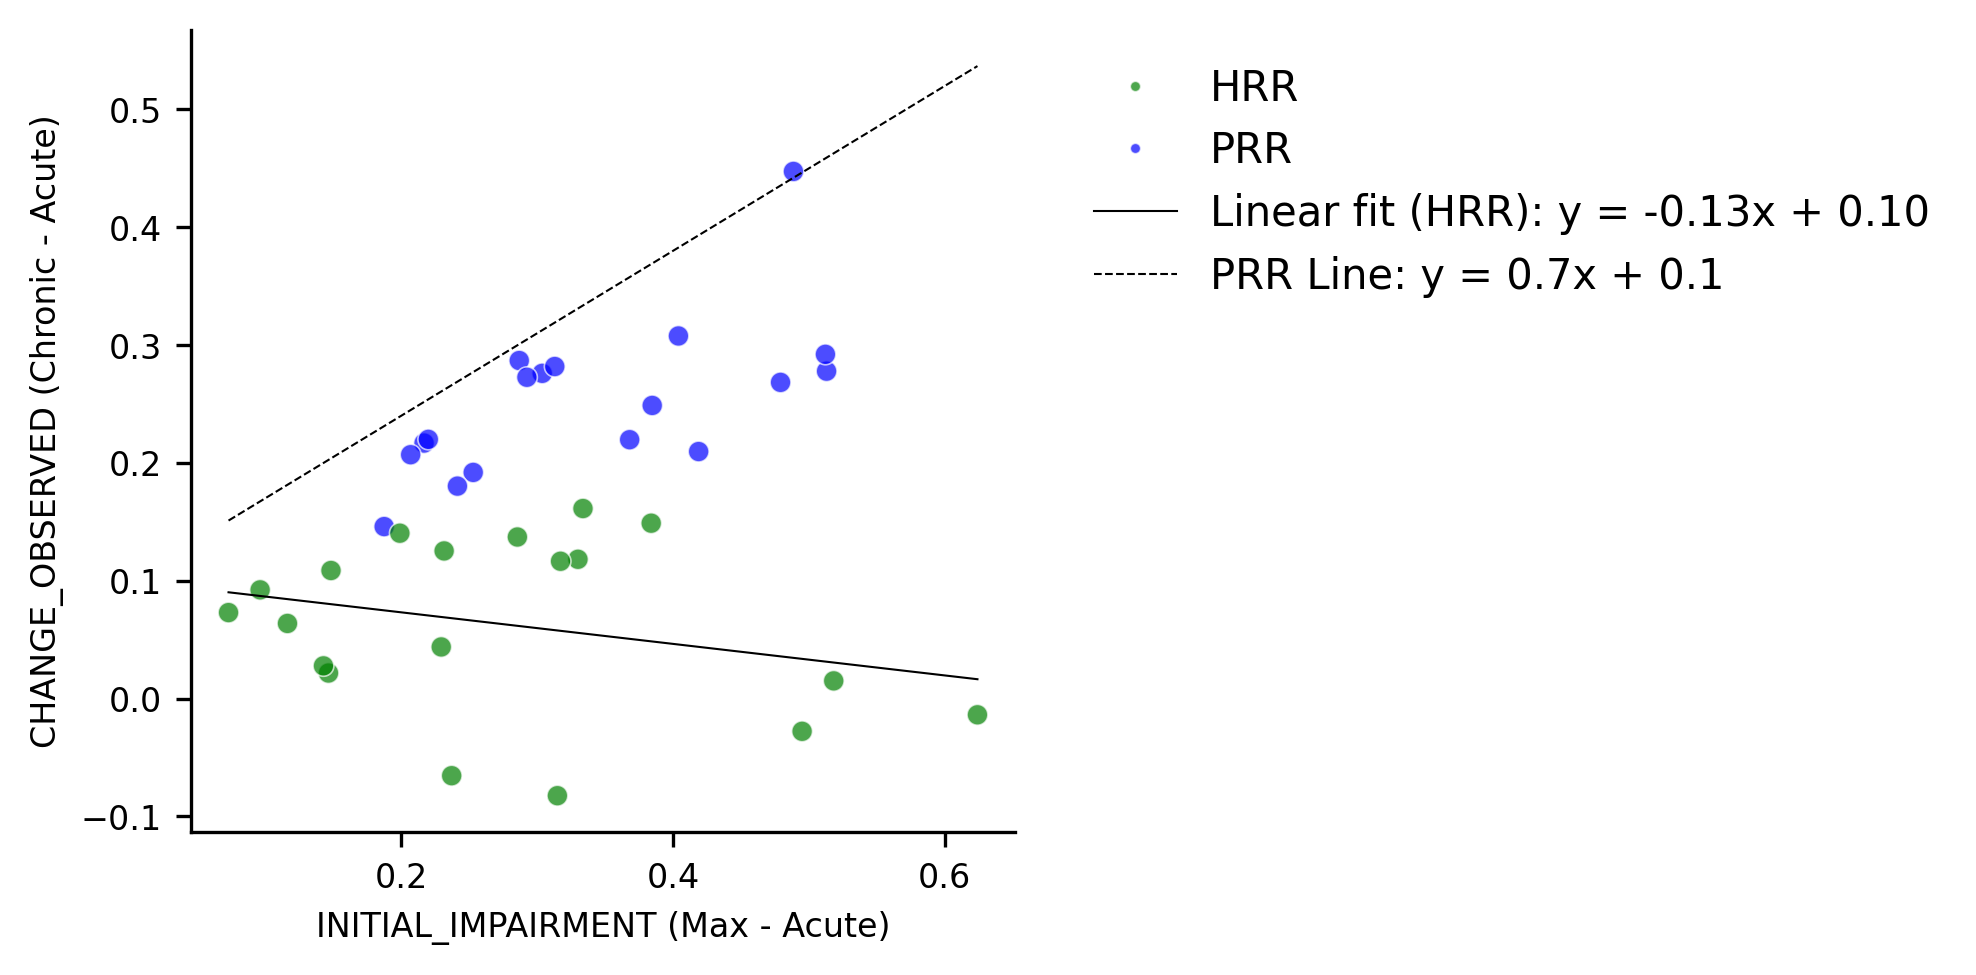 HRR
PRR
Linear fit (HRR): y = -0.13x + 0.10
PRR Line: y = 0.7x + 0.1
CHANGE_OBSERVED (Chronic - Acute)
0.5
0.4
0.3
0.2
0.1
0.0
−0.1
0.2 0.4 0.6
INITIAL_IMPAIRMENT (Max - Acute)